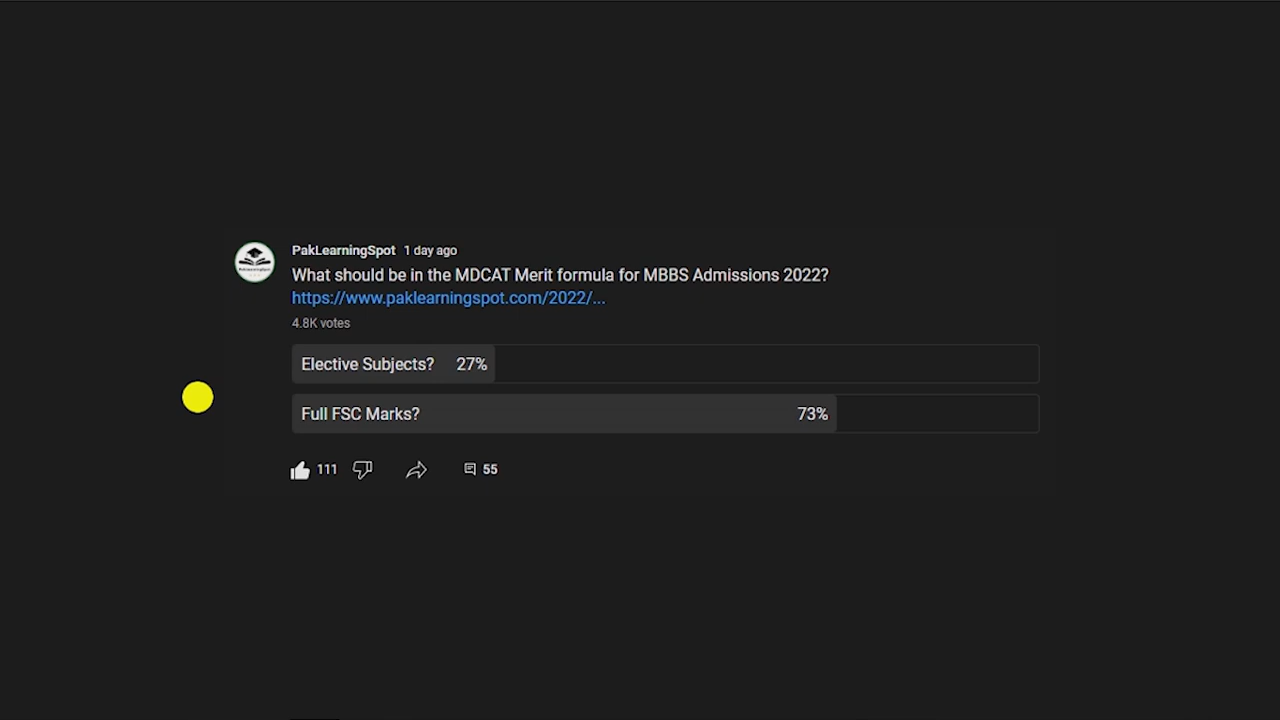 PakLearningSpot 1 day ago
What should be in the MDCAT Merit formula for MBBS Admissions 2022?
https://www.paklearningspot.com/2022/...
4.8K votes
Elective Subjects? 27%
Full FSC Marks? 73%
111 55